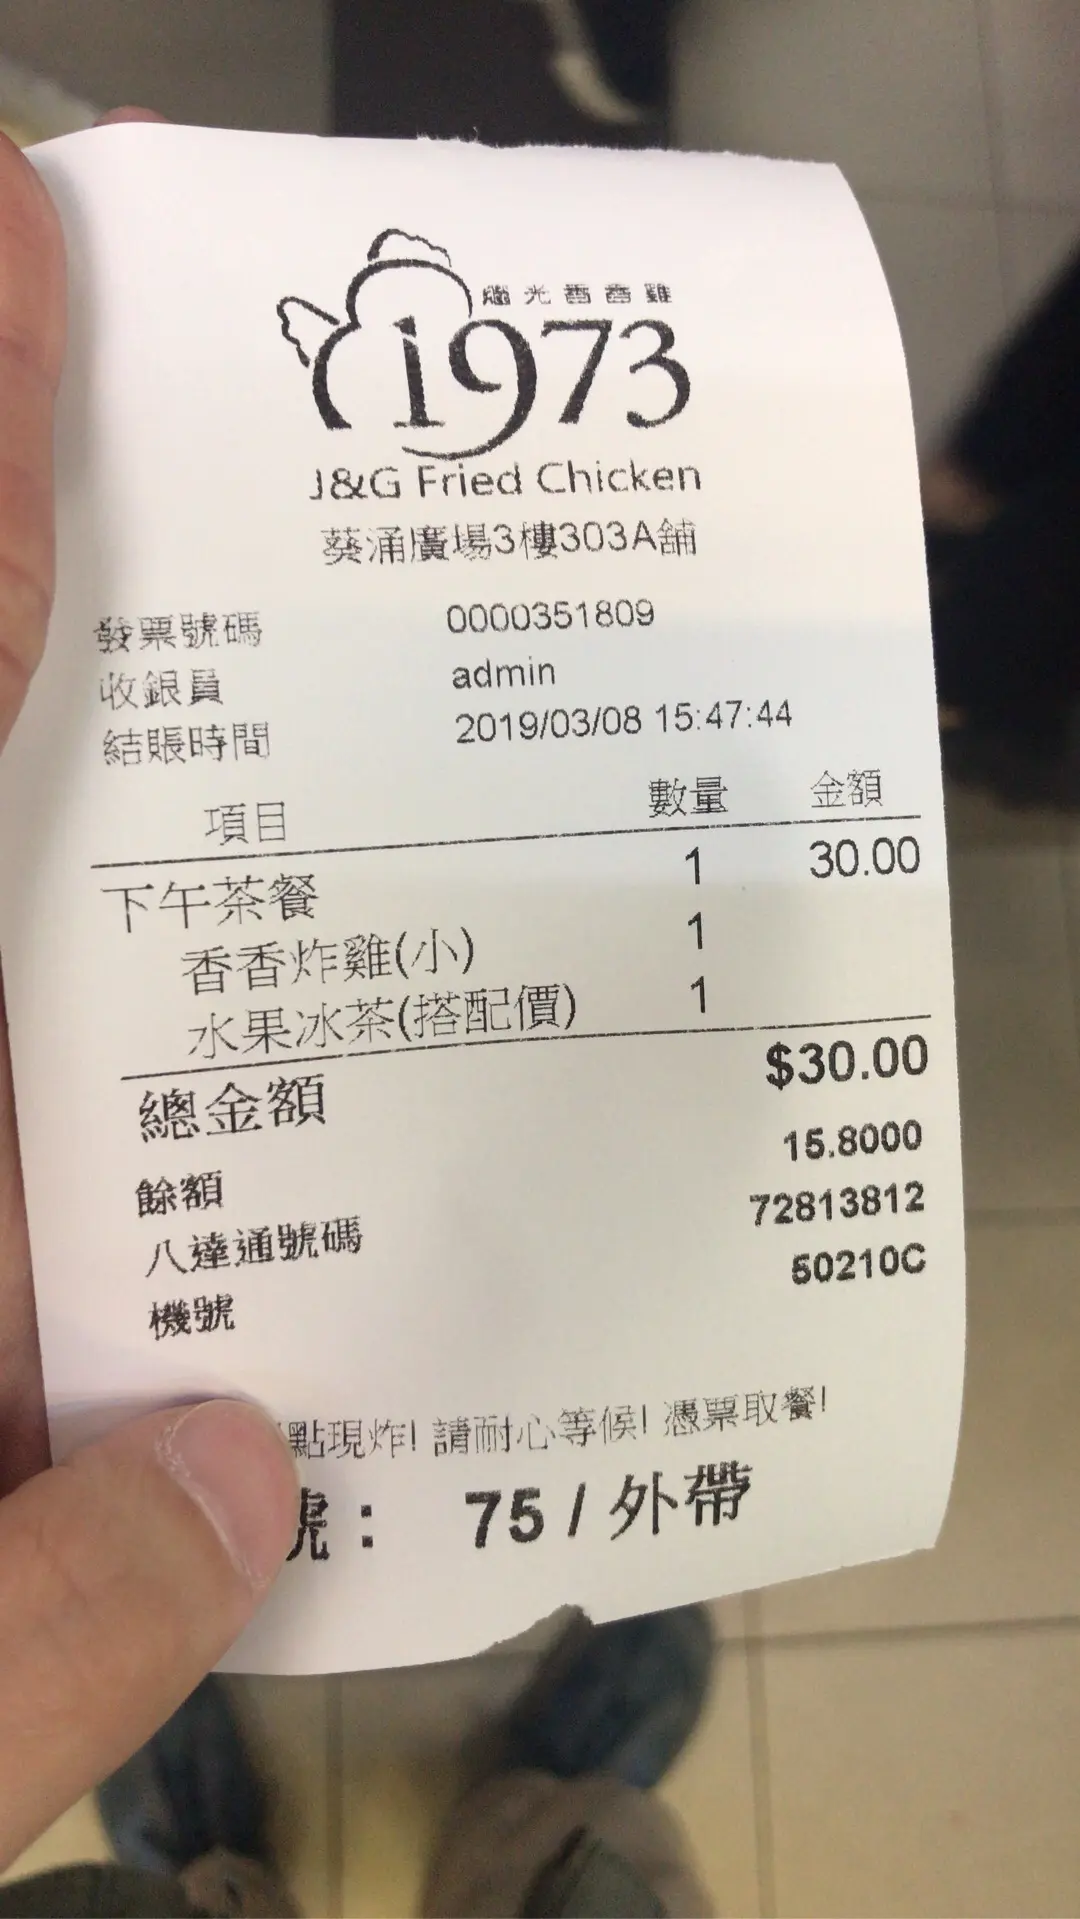 繼光香香雞
1973
J&G Fried Chicken
葵涌廣場3樓303A舖
發票號碼 0000351809
收銀員 admin
結賬時間 2019/03/08 15:47:44
項目 數量 金額
下午茶餐 1 30.00
香香炸雞(小) 1
水果冰茶(搭配價) 1
總金額 $30.00
餘額 15.8000
八達通號碼 72813812
機號 50210C
點現炸! 請耐心等候! 憑票取餐!
號： 75 / 外帶